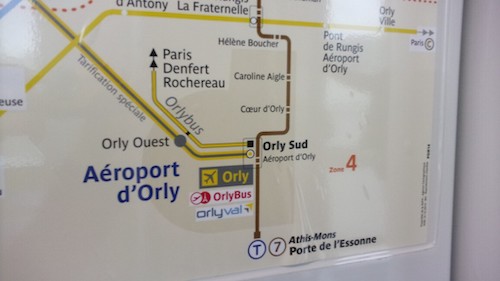 Rungis
d'Antony
La Fraternelle
Orly
Ville
Hélène Boucher
Pont
de Rungis
Aéroport
d'Orly
Paris C
Paris
Denfert
Rochereau
Caroline Aigle
Tarification spéciale
Orlybus
Cœur d'Orly
euse
Orly Ouest
Orly Sud
Aéroport d'Orly
Zone 4
Aéroport
d'Orly
Orly
OrlyBus
orlyval
T 7
Athis-Mons
Porte de l'Essonne